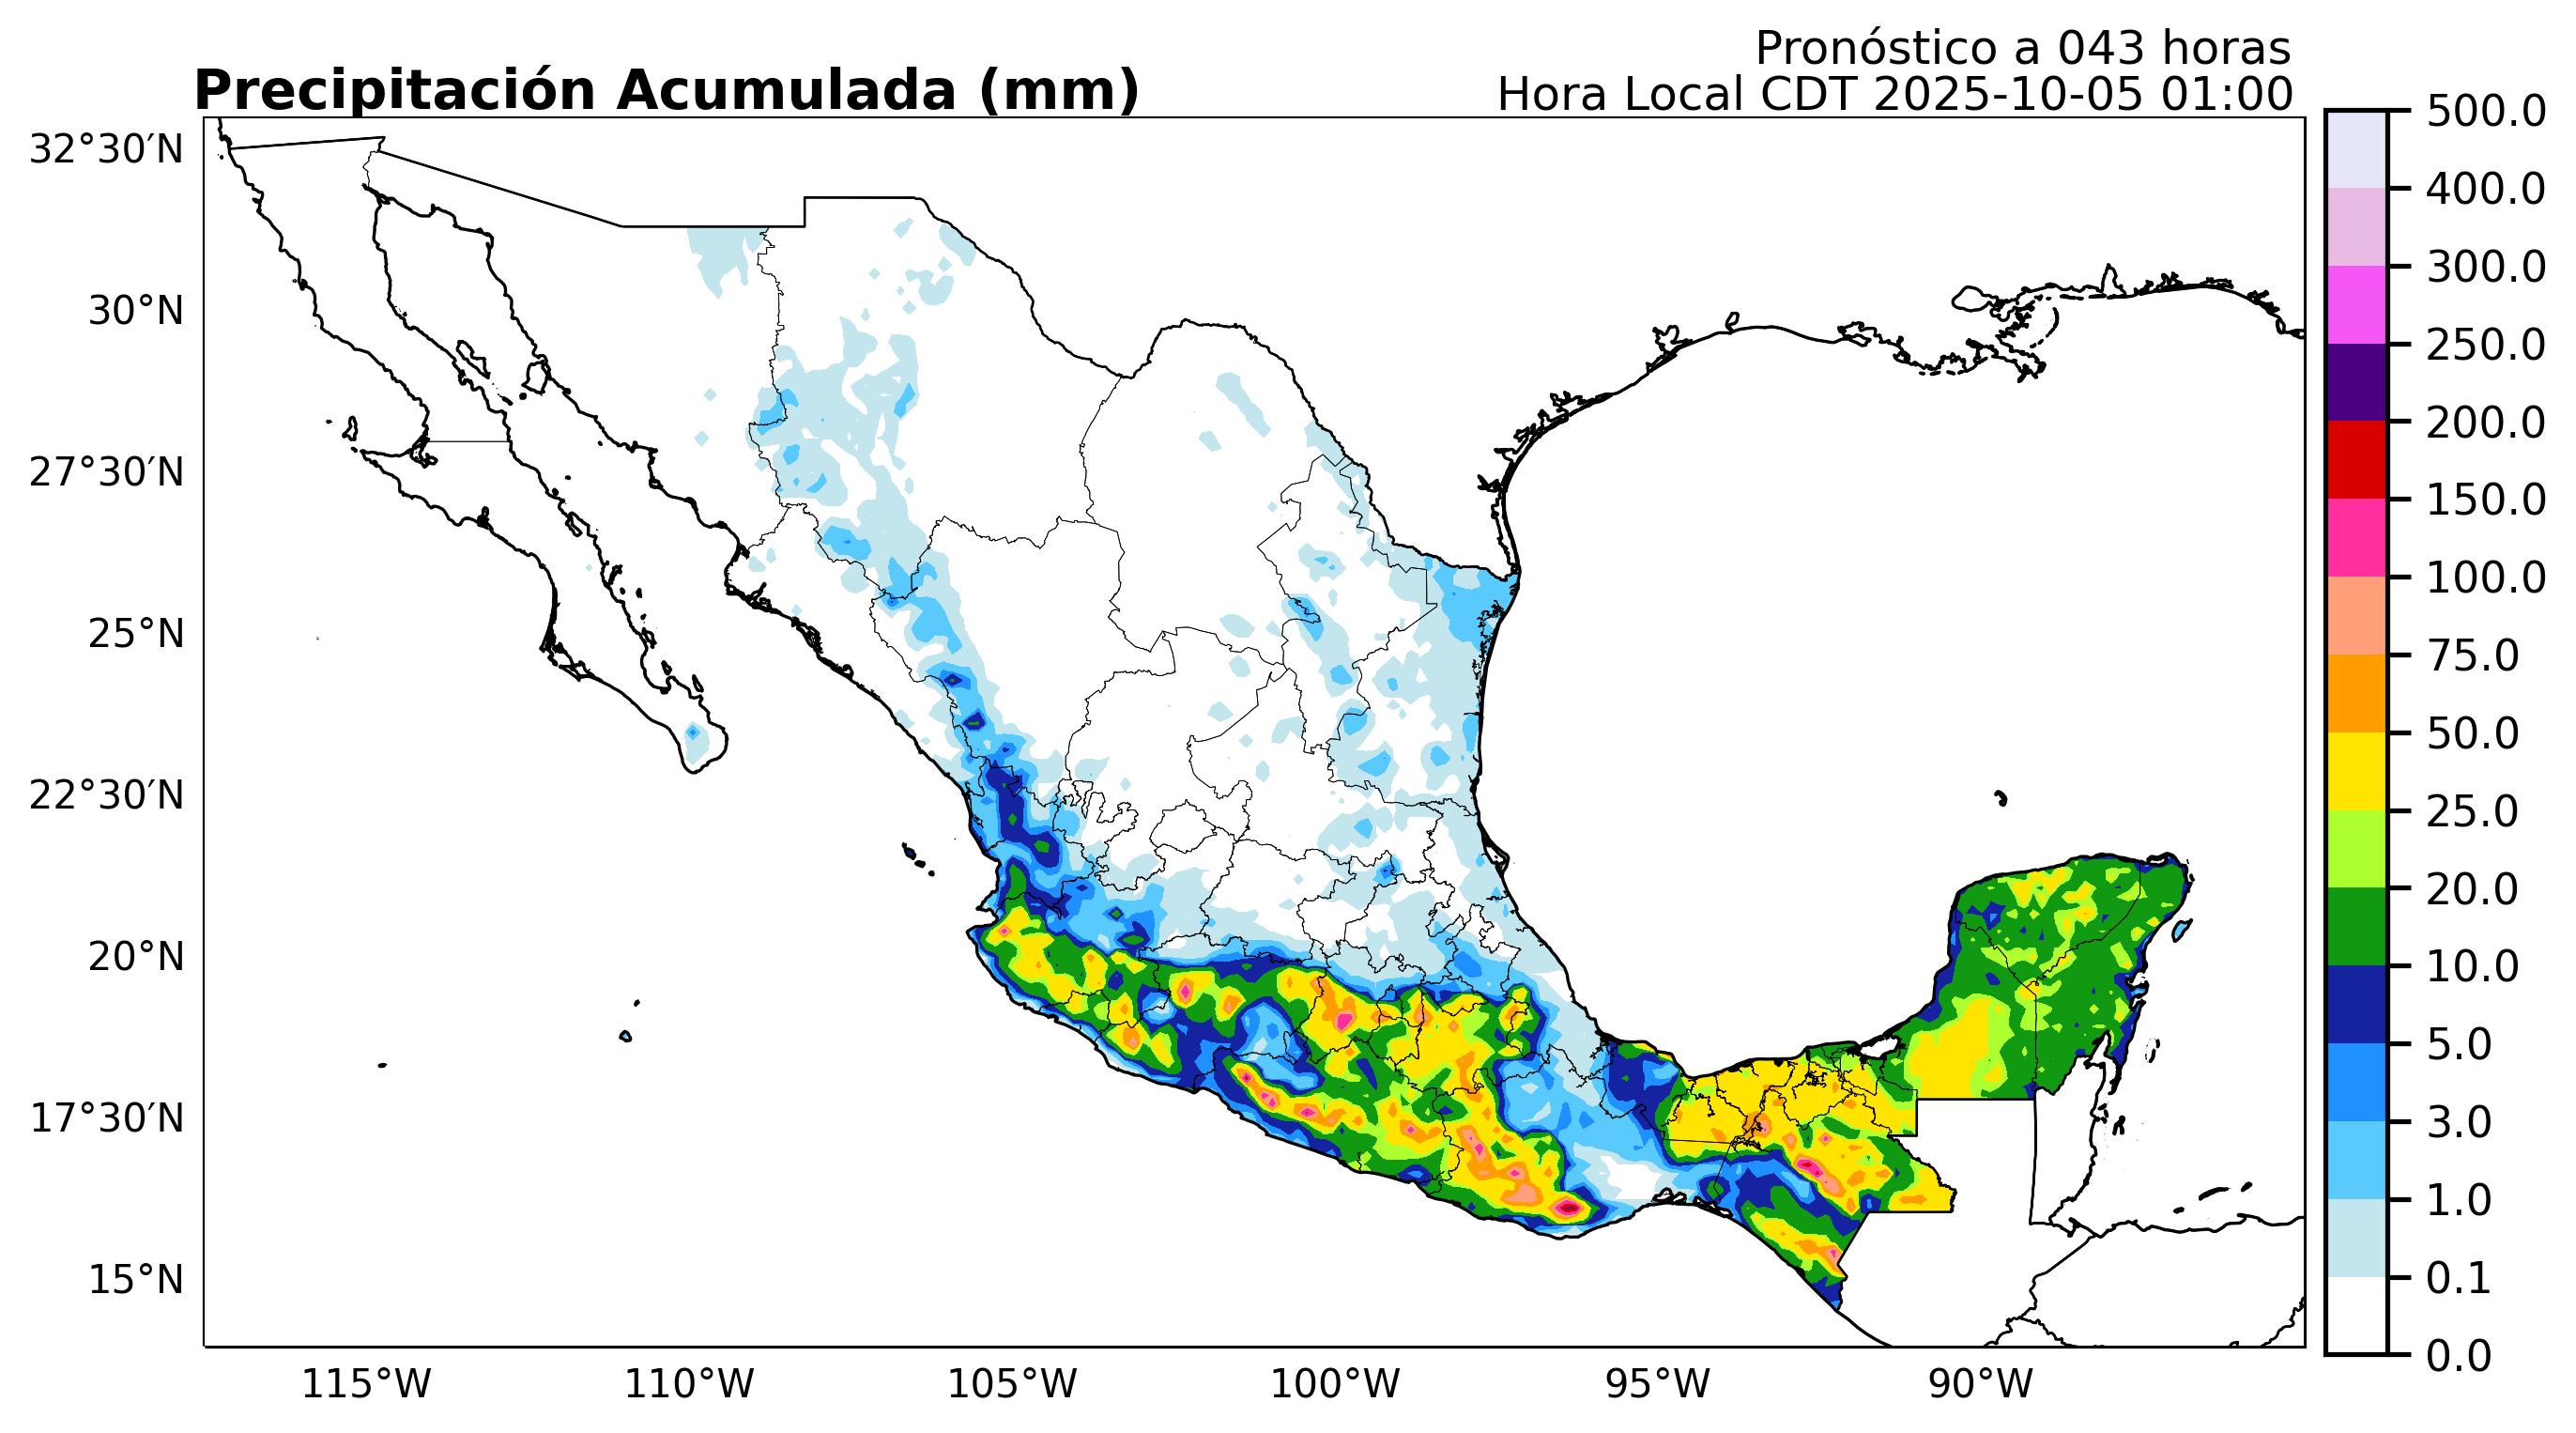 Pronóstico a 043 horas
Precipitación Acumulada (mm)
Hora Local CDT 2025-10-05 01:00
32°30′N
30°N
27°30′N
25°N
22°30′N
20°N
17°30′N
15°N
115°W
110°W
105°W
100°W
95°W
90°W
500.0
400.0
300.0
250.0
200.0
150.0
100.0
75.0
50.0
25.0
20.0
10.0
5.0
3.0
1.0
0.1
0.0